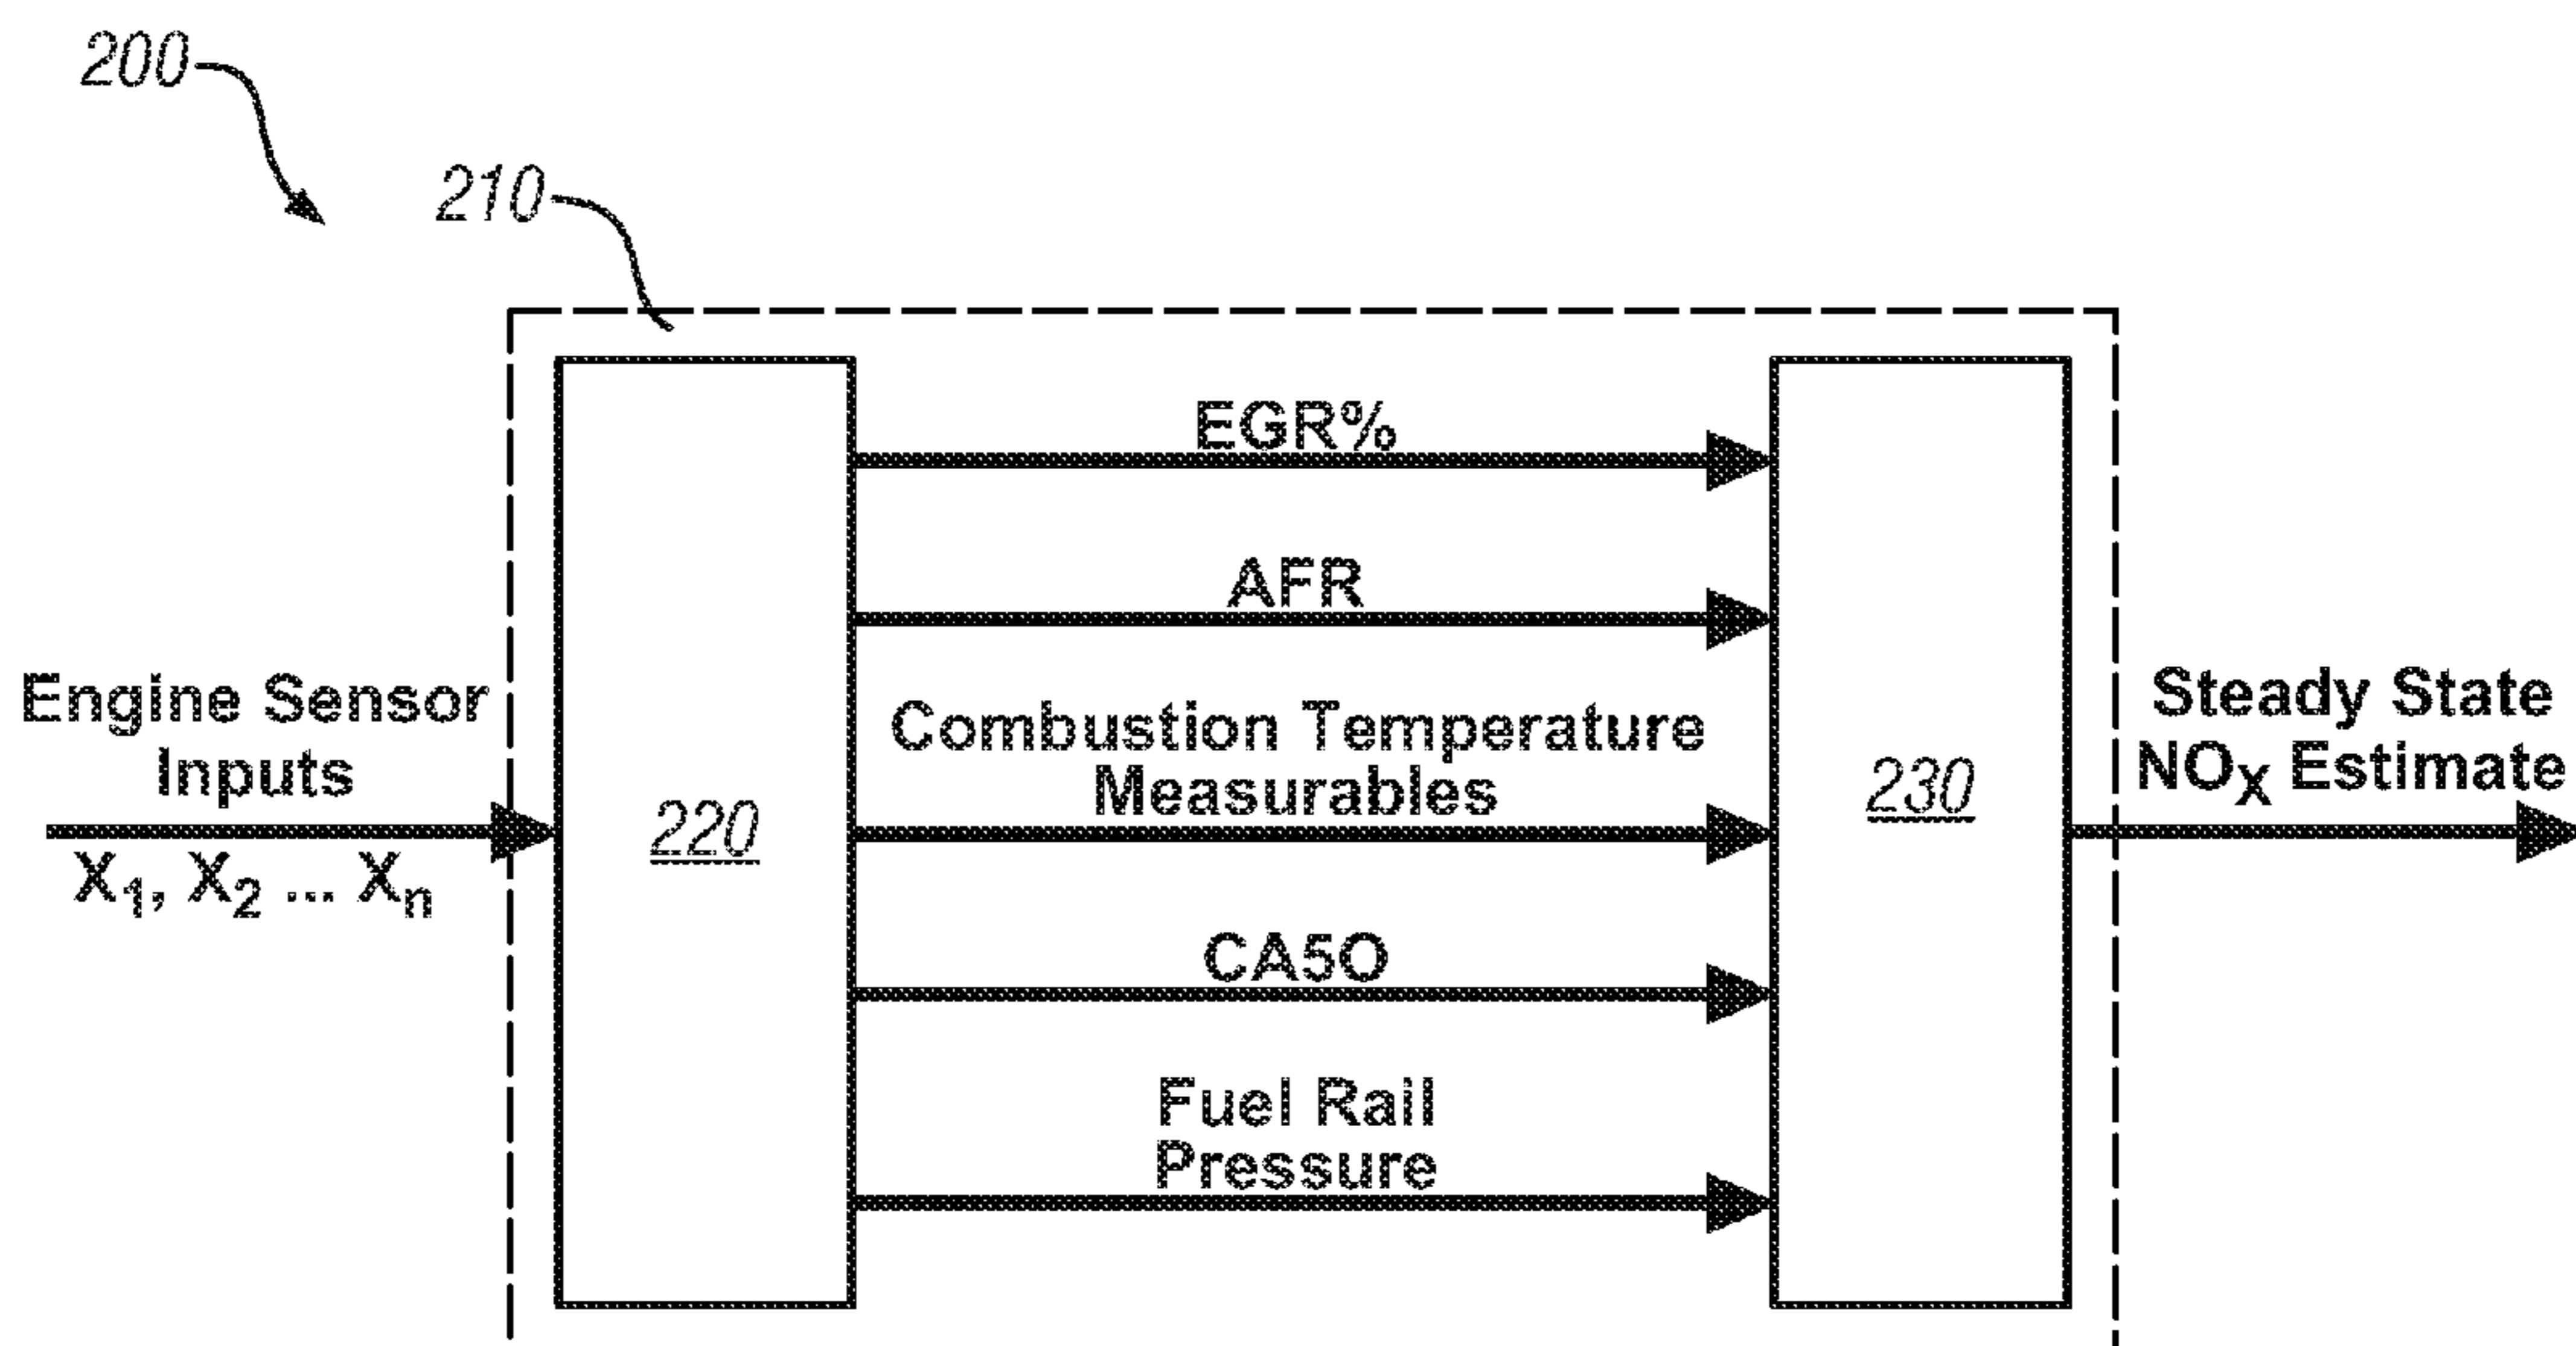 200
210
EGR%
AFR
Engine Sensor
Inputs
X1, X2 ... Xn
Combustion Temperature
Measurables
220
230
Steady State
NOX Estimate
CA5O
Fuel Rail
Pressure